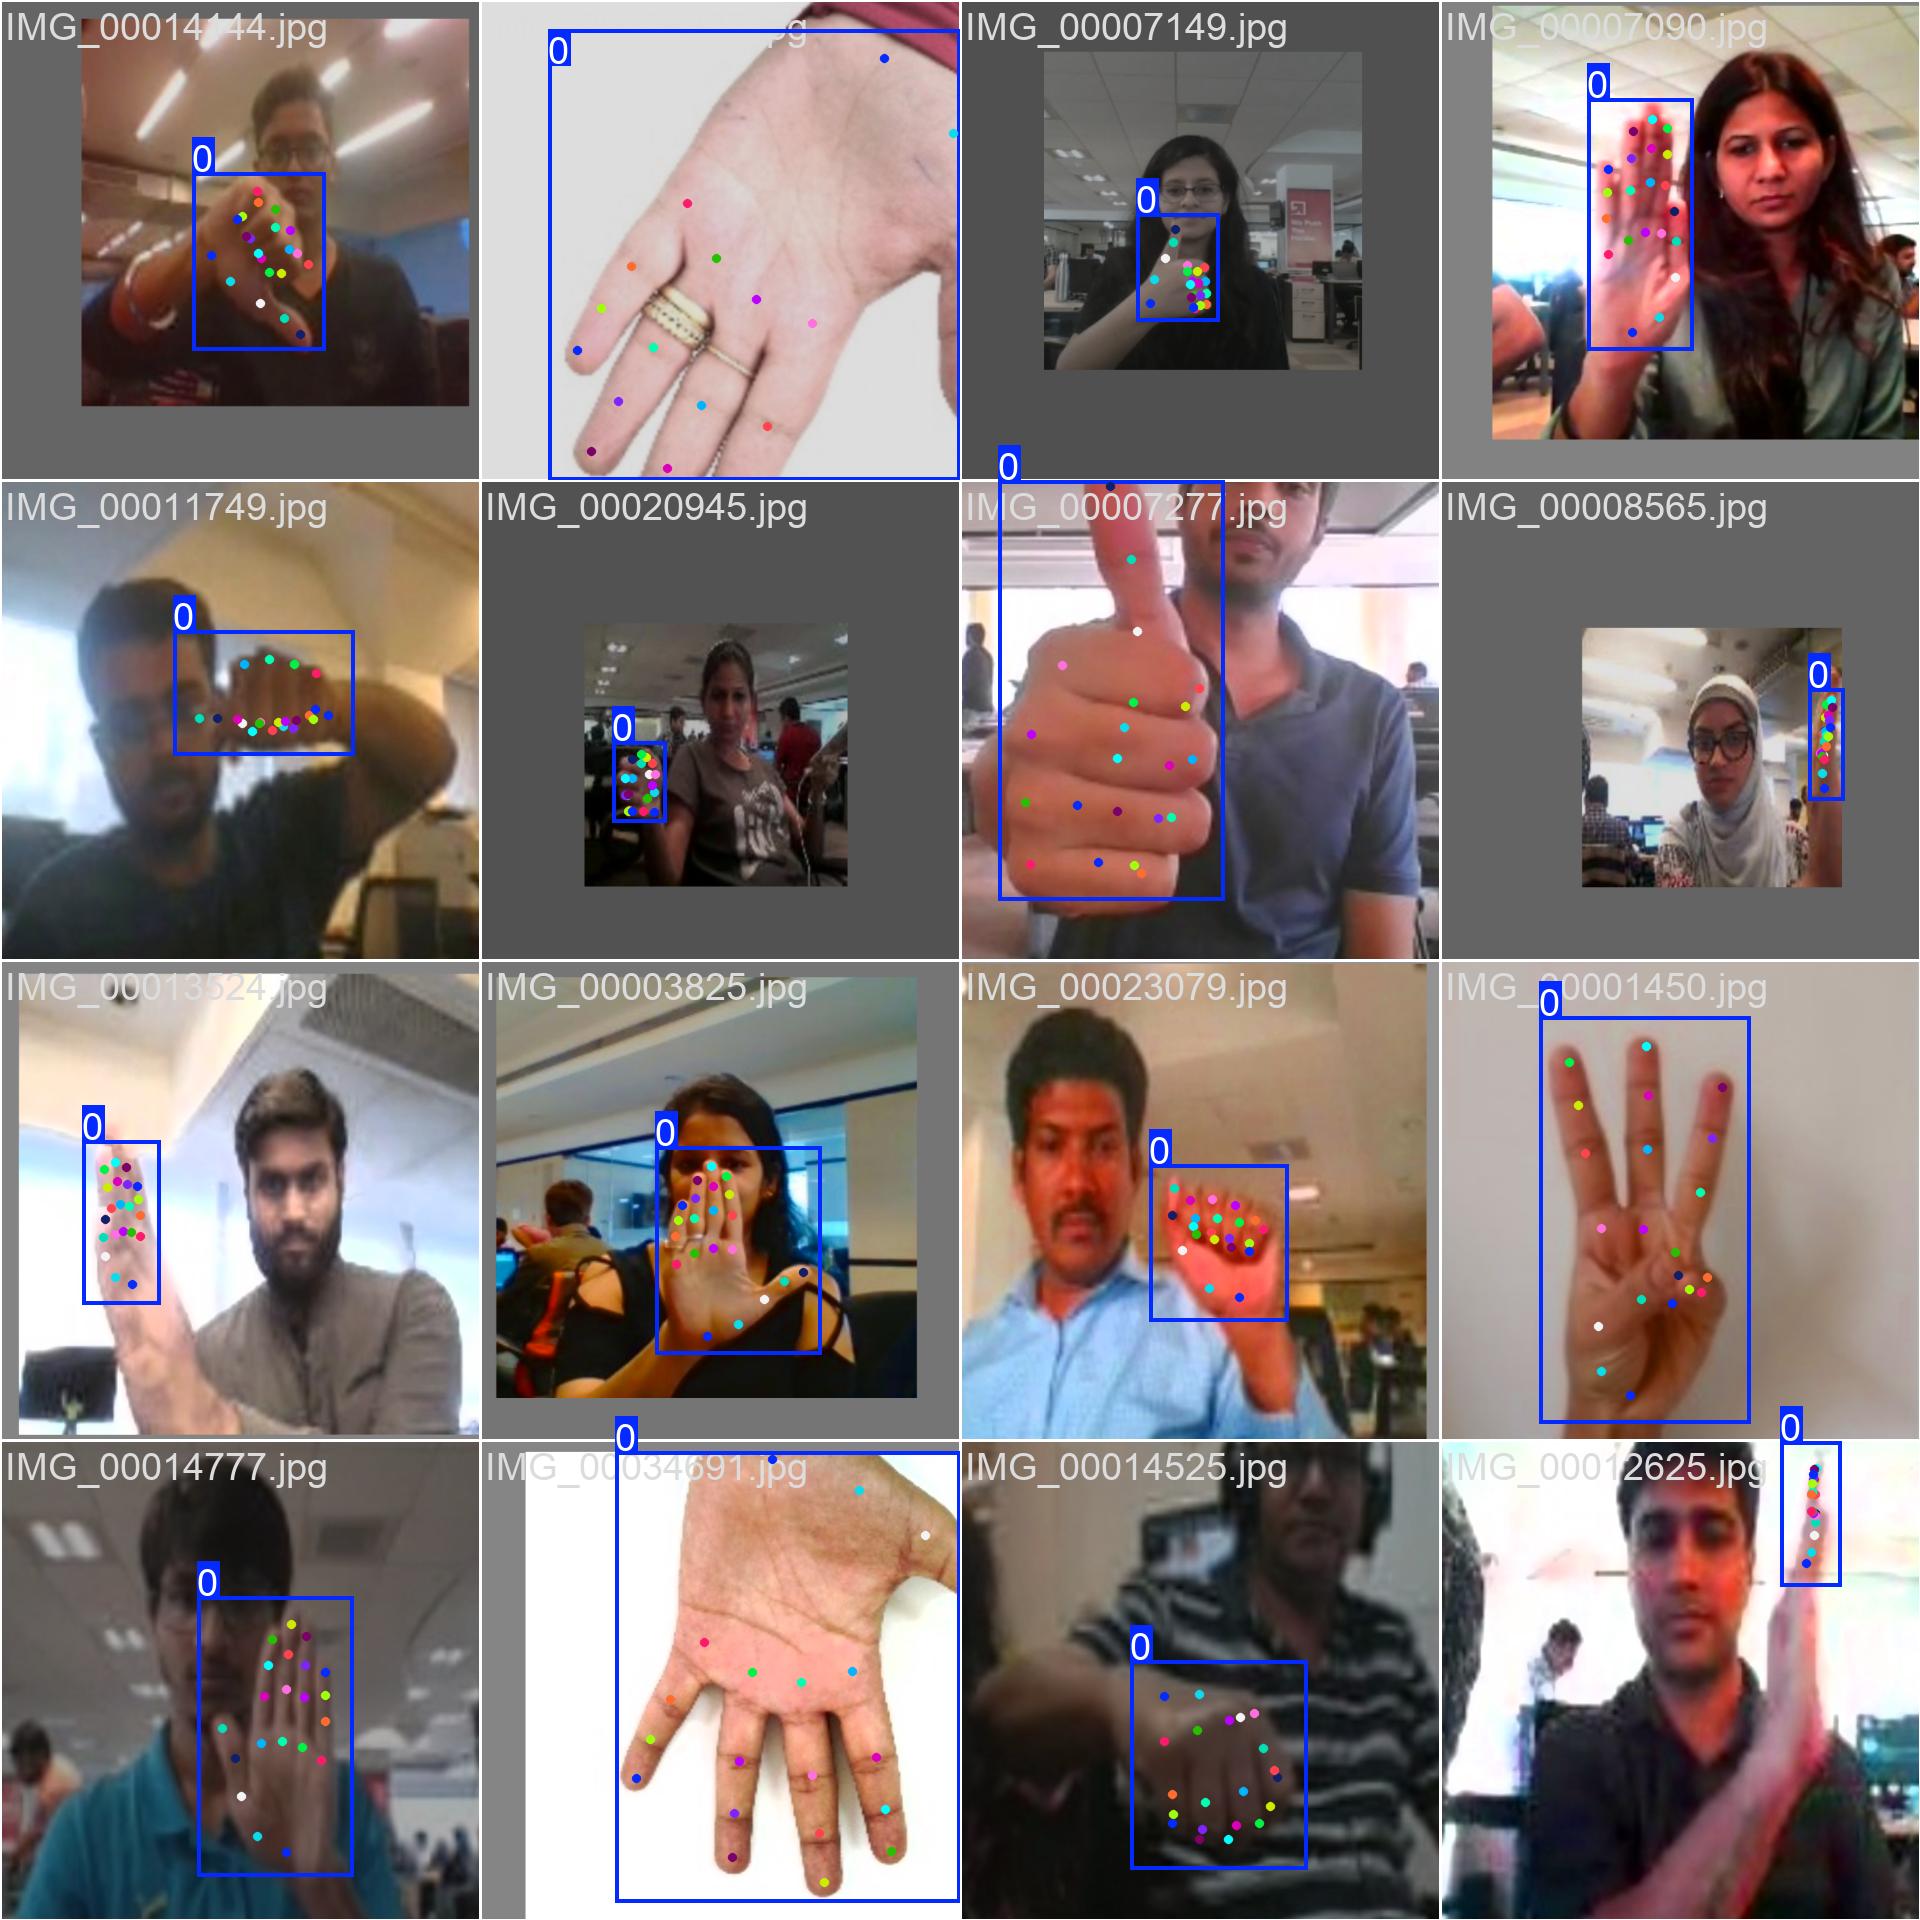 IMG_00014144.jpg
0
0
pg
IMG_00007149.jpg
0
IMG_00007090.jpg
0
IMG_00011749.jpg
0
IMG_00020945.jpg
0
0
IMG_00007277.jpg
IMG_00008565.jpg
0
IMG_00013524.jpg
0
IMG_00003825.jpg
0
IMG_00023079.jpg
0
IMG_00001450.jpg
0
IMG_00014777.jpg
0
0
IMG_00034691.jpg
IMG_00014525.jpg
0
0
IMG_00012625.jpg